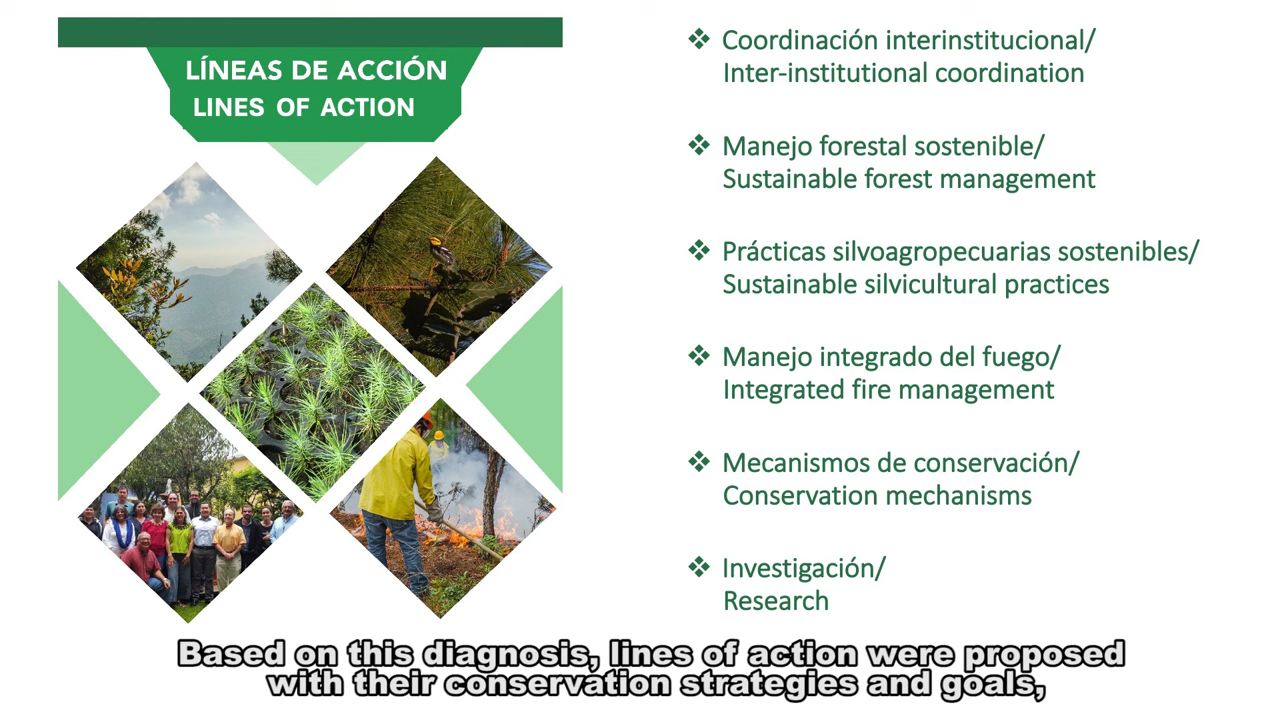 LÍNEAS DE ACCIÓN
LINES OF ACTION
❖ Coordinación interinstitucional/
Inter-institutional coordination
❖ Manejo forestal sostenible/
Sustainable forest management
❖ Prácticas silvoagropecuarias sostenibles/
Sustainable silvicultural practices
❖ Manejo integrado del fuego/
Integrated fire management
❖ Mecanismos de conservación/
Conservation mechanisms
❖ Investigación/
Research
Based on this diagnosis, lines of action were proposed
with their conservation strategies and goals,